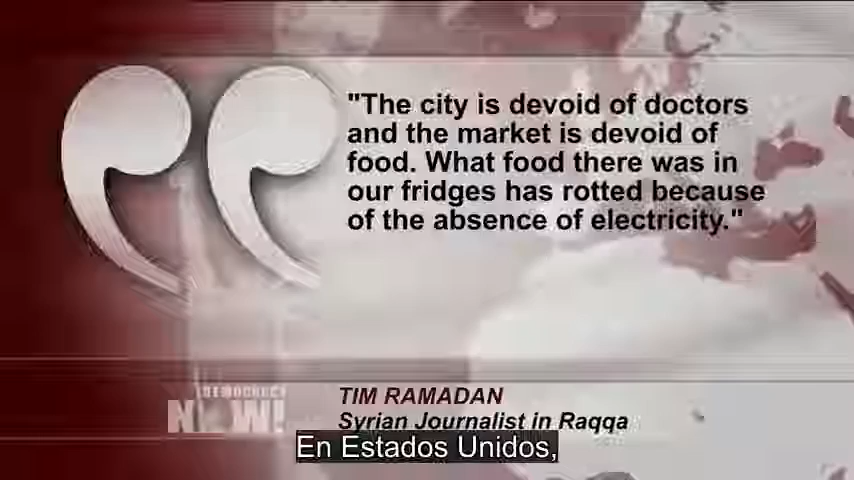 "The city is devoid of doctors
and the market is devoid of
food. What food there was in
our fridges has rotted because
of the absence of electricity."
DEMOCRACY
NOW!
TIM RAMADAN
Syrian Journalist in Raqqa
En Estados Unidos,